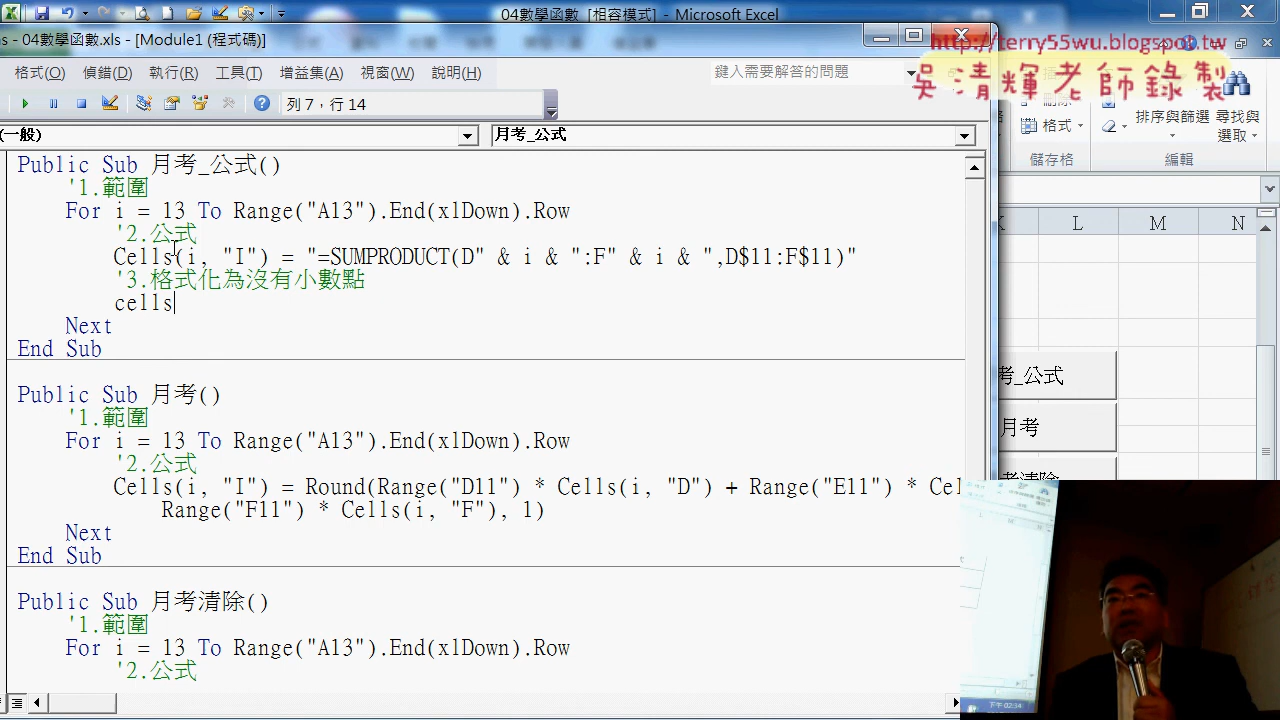 04數學函數 [相容模式] - Microsoft Excel
04數學函數.xls - [Module1 (程式碼)]
http://terry55wu.blogspot.tw
吳清輝老師錄製
格式(O) 偵錯(D) 執行(R) 工具(T) 增益集(A) 視窗(W) 說明(H)
鍵入需要解答的問題
列 7，行 14
格式
排序與篩選 尋找與
選取
儲存格
編輯
(一般)
月考_公式
Public Sub 月考_公式()
'1.範圍
For i = 13 To Range("A13").End(xlDown).Row
'2.公式
Cells(i, "I") = "=SUMPRODUCT(D" & i & ":F" & i & ",D$11:F$11)"
'3.格式化為沒有小數點
cells
Next
End Sub
Public Sub 月考()
'1.範圍
For i = 13 To Range("A13").End(xlDown).Row
'2.公式
Cells(i, "I") = Round(Range("D11") * Cells(i, "D") + Range("E11") * Cel
Range("F11") * Cells(i, "F"), 1)
Next
End Sub
Public Sub 月考清除()
'1.範圍
For i = 13 To Range("A13").End(xlDown).Row
'2.公式
K L M N
考_公式
月考
下午 02:34